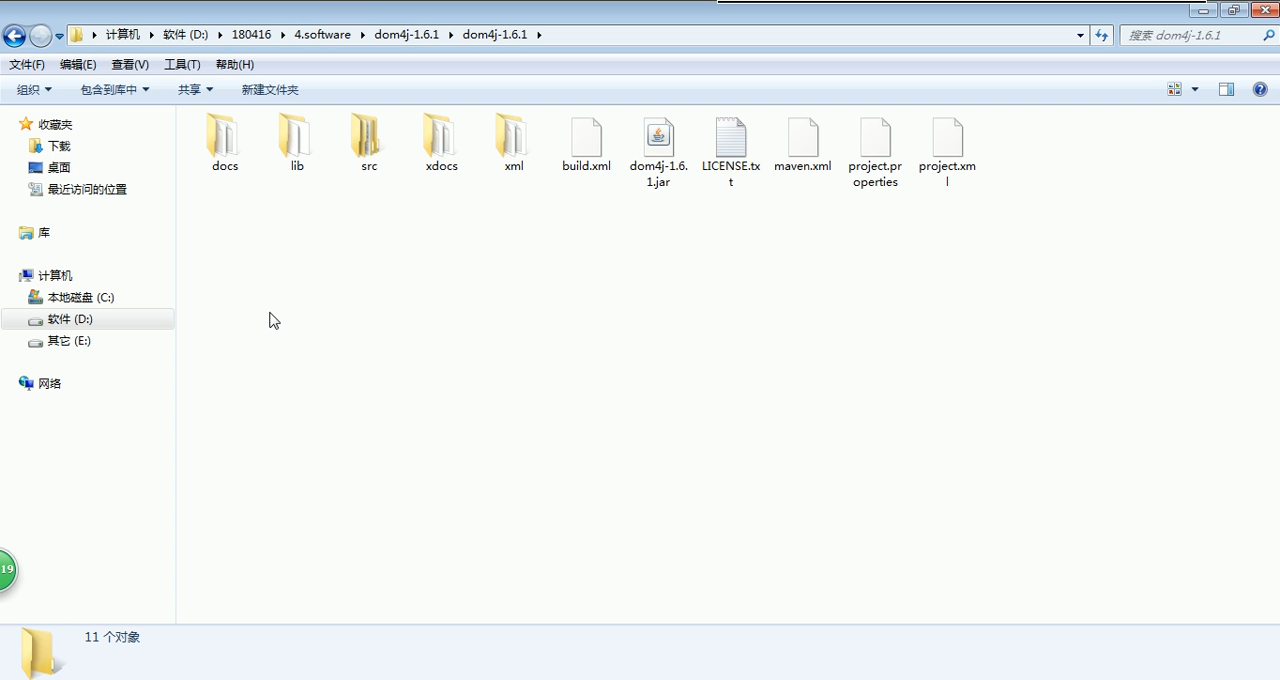 计算机 软件 (D:) 180416 4.software dom4j-1.6.1 dom4j-1.6.1 搜索 dom4j-1.6.1
文件(F) 编辑(E) 查看(V) 工具(T) 帮助(H)
组织 包含到库中 共享 新建文件夹
收藏夹
下载
桌面
最近访问的位置
库
计算机
本地磁盘 (C:)
软件 (D:)
其它 (E:)
网络
docs lib src xdocs xml build.xml dom4j-1.6. LICENSE.tx maven.xml project.pr project.xm
1.jar t operties l
19
11 个对象